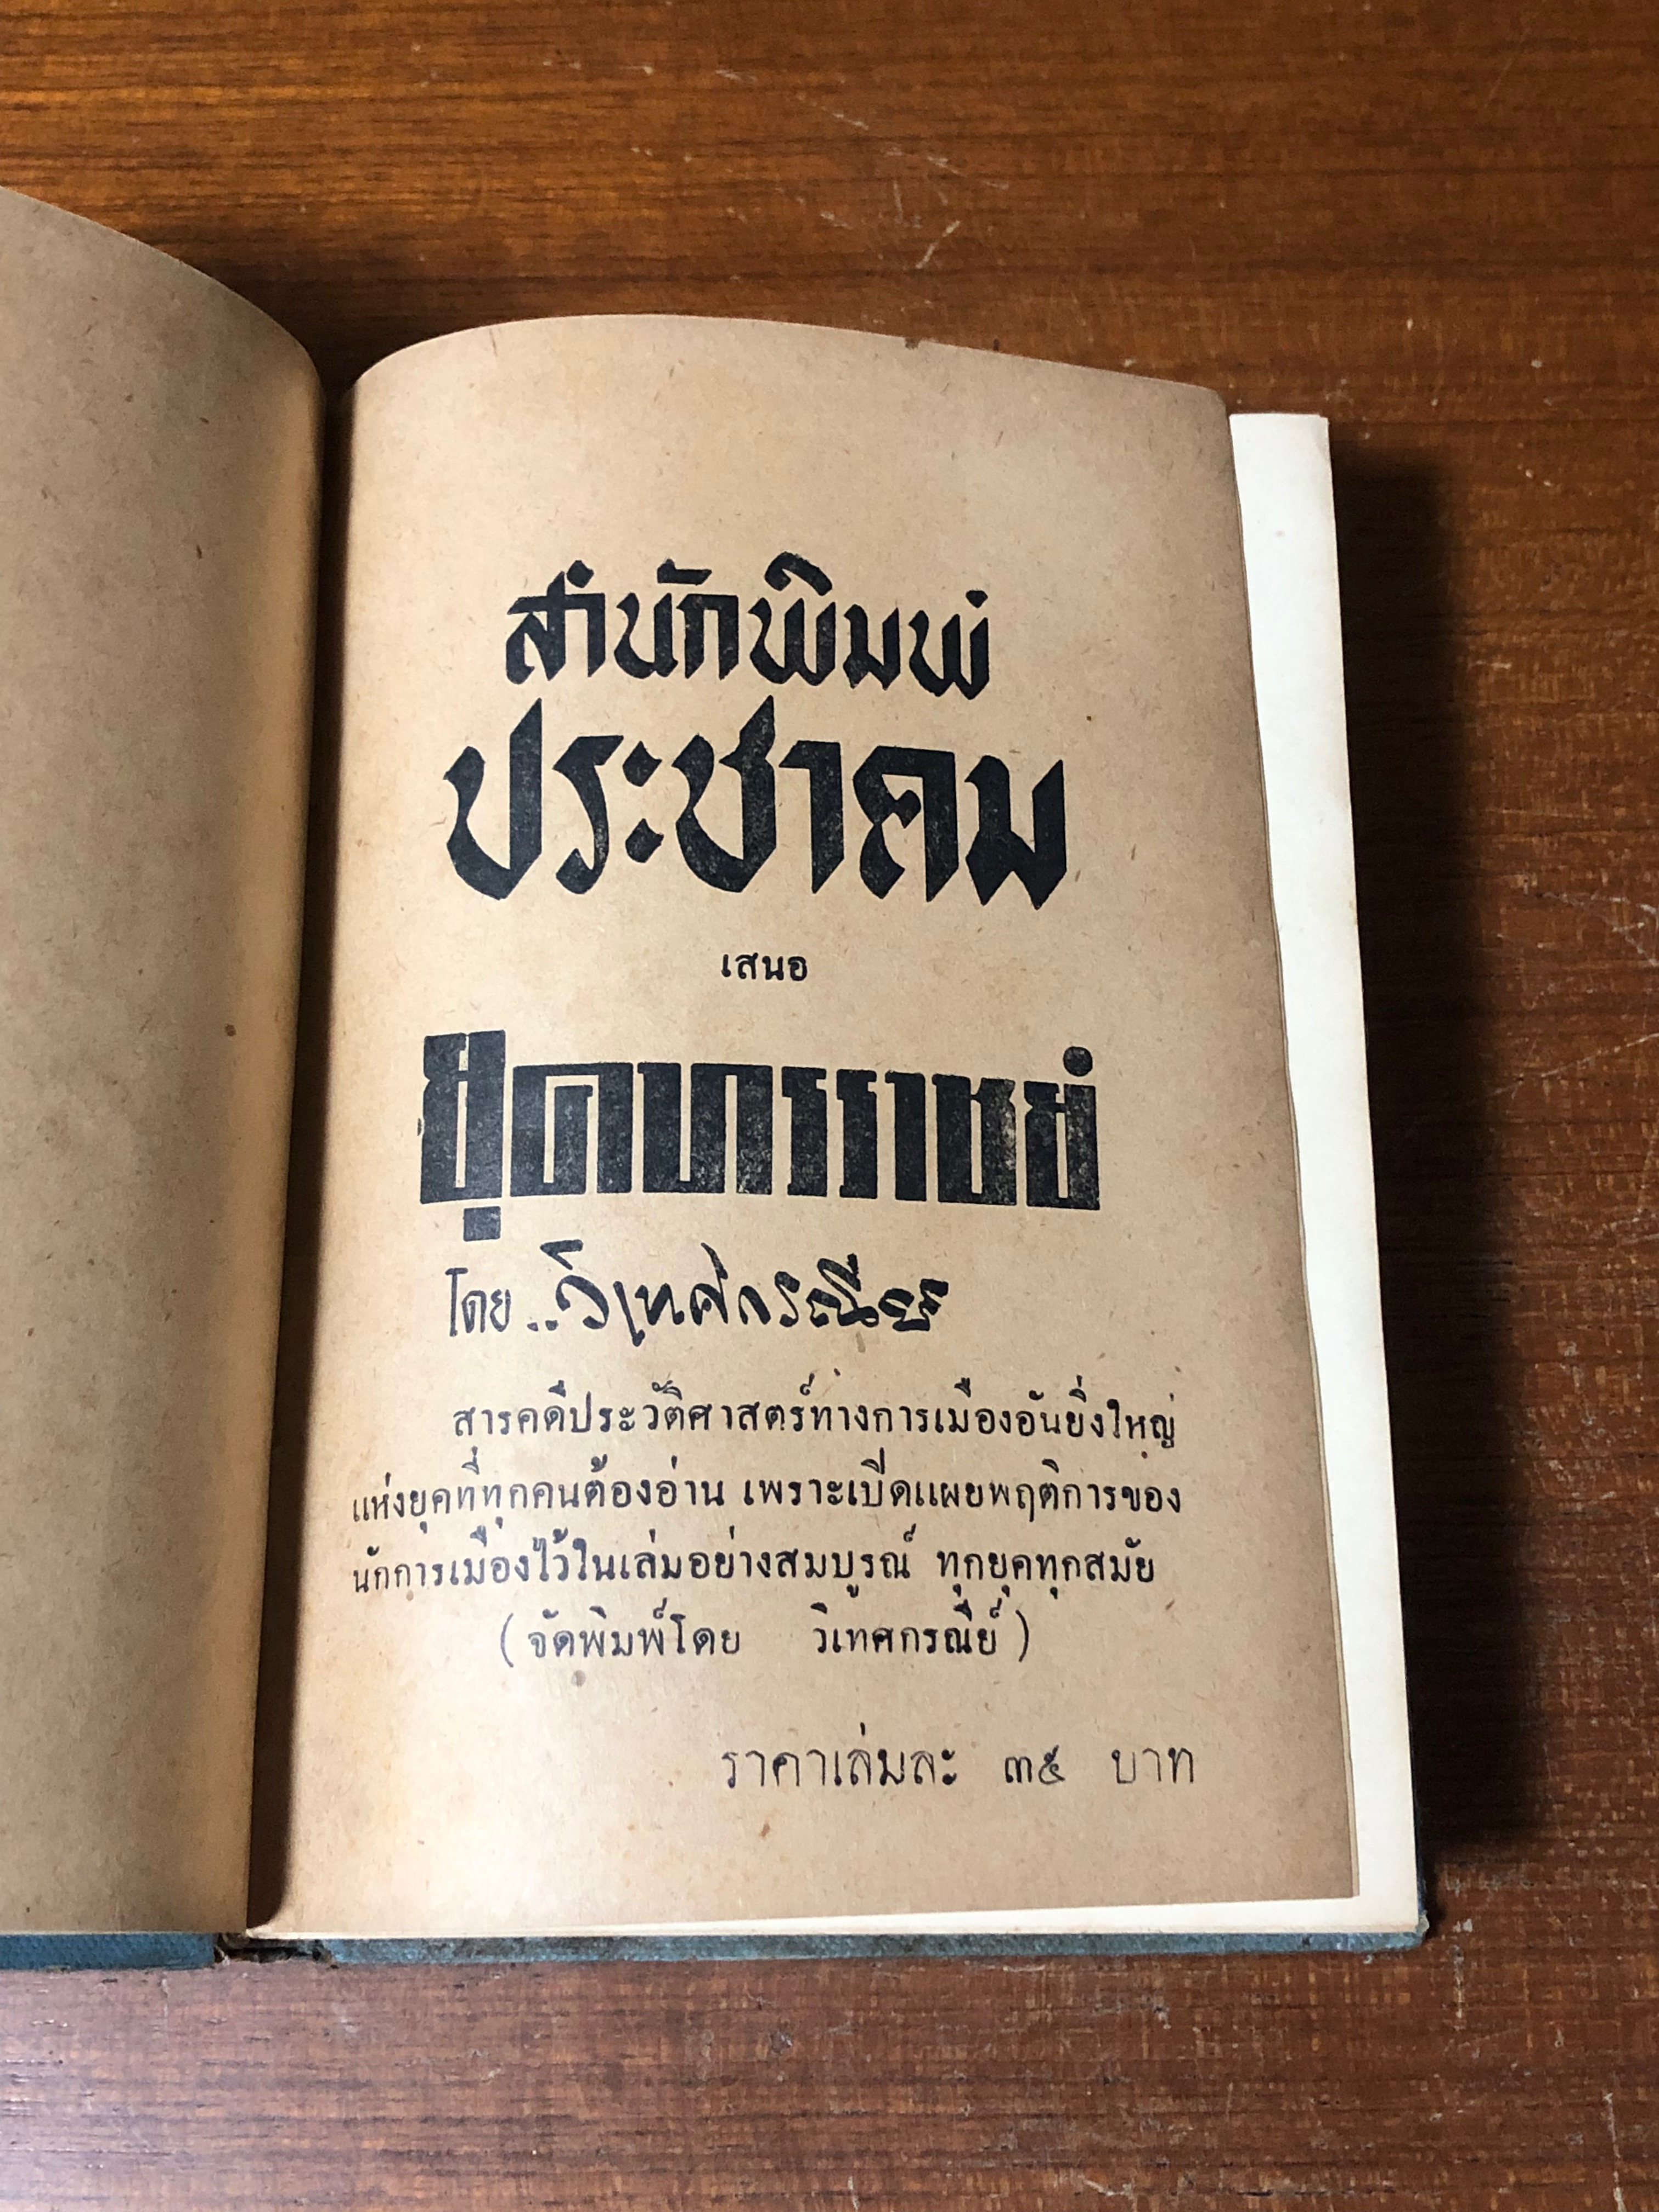 สำนักพิมพ์
ประชาคม
เสนอ
ยุคทรราชย์
โดย..วิเทศกรณีย์
สารคดีประวัติศาสตร์ทางการเมืองอันยิ่งใหญ่
แห่งยุคที่ทุกคนต้องอ่าน เพราะเปิดแผยพฤติการของ
นักการเมืองไว้ในเล่มอย่างสมบูรณ์ ทุกยุคทุกสมัย
(จัดพิมพ์โดย วิเทศกรณีย์)
ราคาเล่มละ ๓๕ บาท